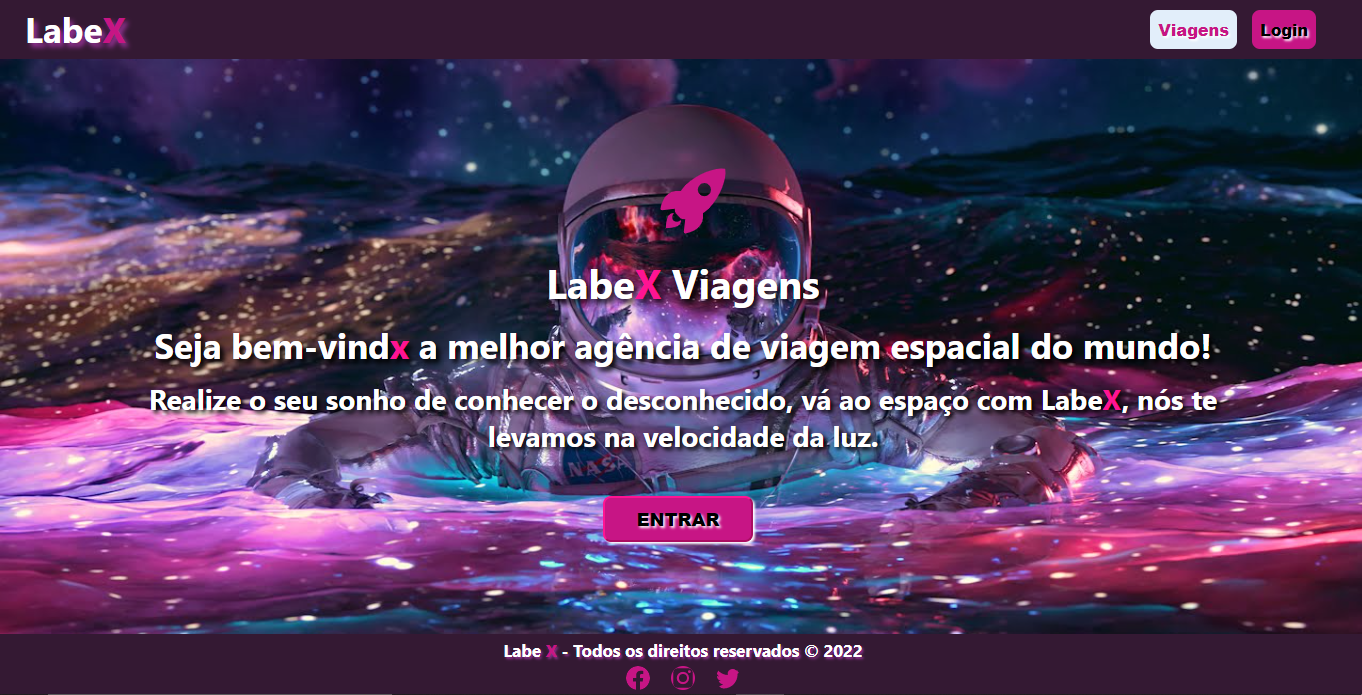 LabeX
Viagens
Login
LabeX Viagens
Seja bem-vindx a melhor agência de viagem espacial do mundo!
Realize o seu sonho de conhecer o desconhecido, vá ao espaço com LabeX, nós te
levamos na velocidade da luz.
NASA
ENTRAR
Labe X - Todos os direitos reservados © 2022